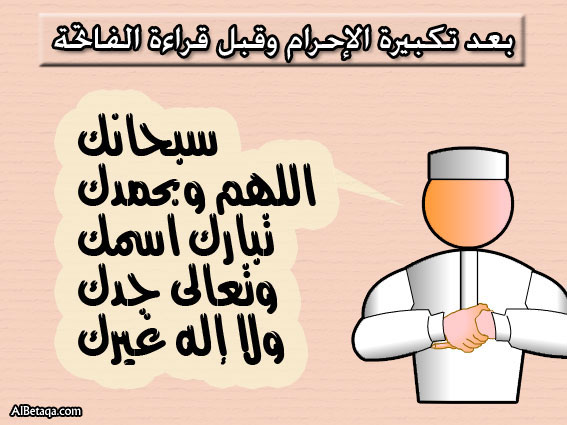 بعد تكبيرة الإحرام وقبل قراءة الفاتحة
سبحانك
اللهم وبحمدك
تبارك اسمك
وتعالى جدك
ولا إله غيرك
AlBetaqa.com